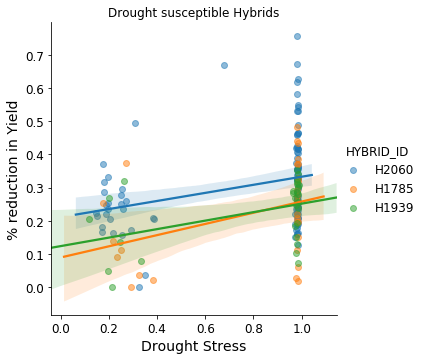 Drought susceptible Hybrids
% reduction in Yield
0.7
0.6
0.5
0.4
0.3
0.2
0.1
0.0
0.0 0.2 0.4 0.6 0.8 1.0
Drought Stress
HYBRID_ID
H2060
H1785
H1939